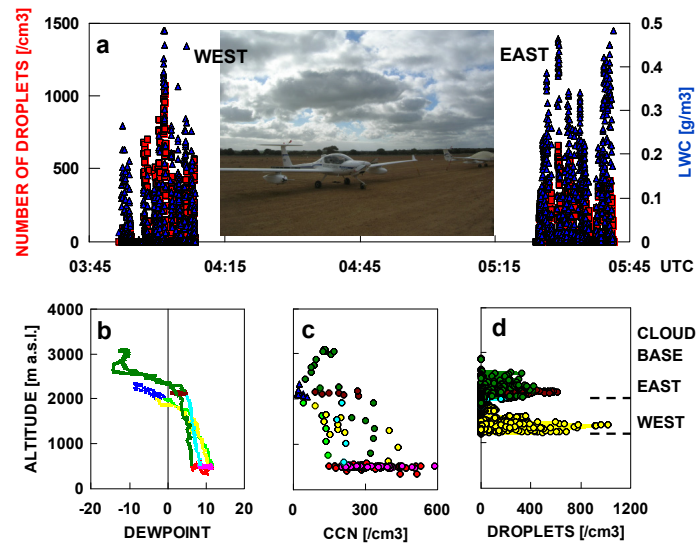 NUMBER OF DROPLETS [/cm3]
1500
1000
500
0
a
WEST
EAST
0.5
0.4
0.3
0.2
0.1
0
LWC [g/m3]
03:45
04:15
04:45
05:15
05:45
UTC
ALTITUDE [m a.s.l.]
4000
3000
2000
1000
0
b
-20
-10
0
10
20
DEWPOINT
c
0
200
400
600
CCN [/cm3]
d
0
400
800
1200
DROPLETS [/cm3]
CLOUD
BASE
EAST
WEST